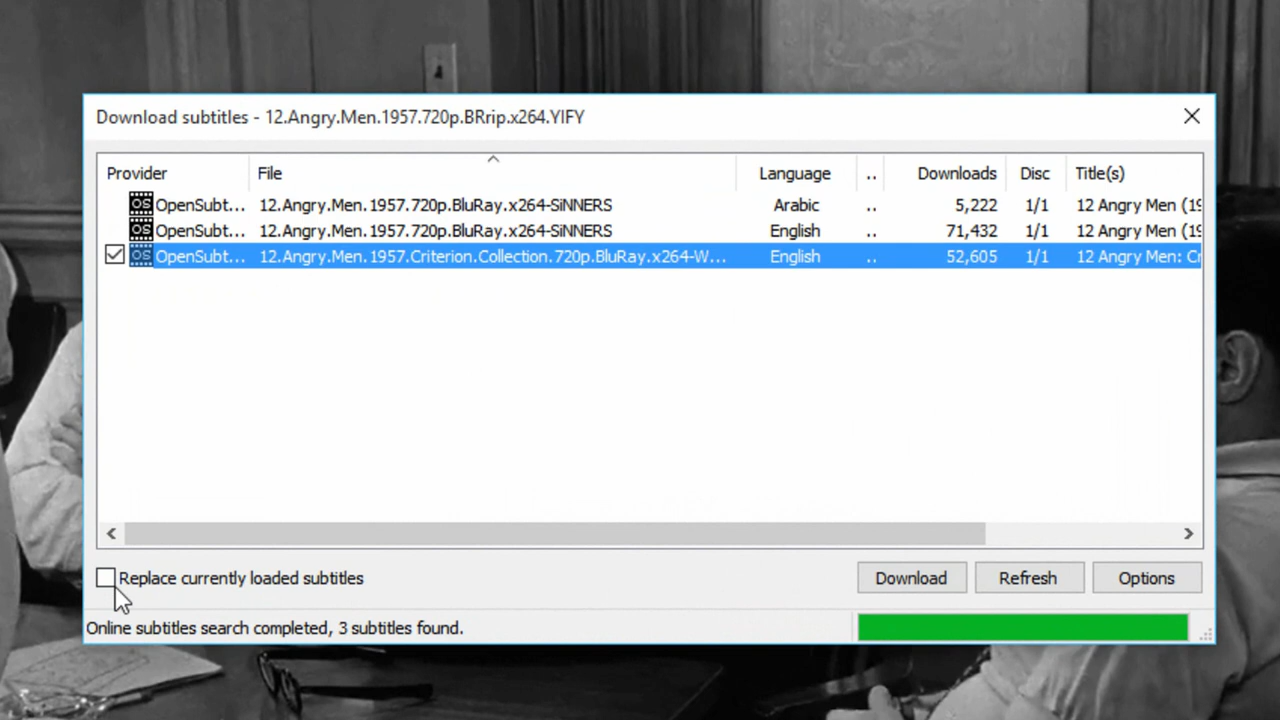 Download subtitles - 12.Angry.Men.1957.720p.BRrip.x264.YIFY
Provider File Language .. Downloads Disc Title(s)
OS OpenSubt... 12.Angry.Men.1957.720p.BluRay.x264-SiNNERS Arabic .. 5,222 1/1 12 Angry Men (19
OS OpenSubt... 12.Angry.Men.1957.720p.BluRay.x264-SiNNERS English .. 71,432 1/1 12 Angry Men (19
OS OpenSubt... 12.Angry.Men.1957.Criterion.Collection.720p.BluRay.x264-W... English .. 52,605 1/1 12 Angry Men: Cr
Replace currently loaded subtitles Download Refresh Options
Online subtitles search completed, 3 subtitles found.